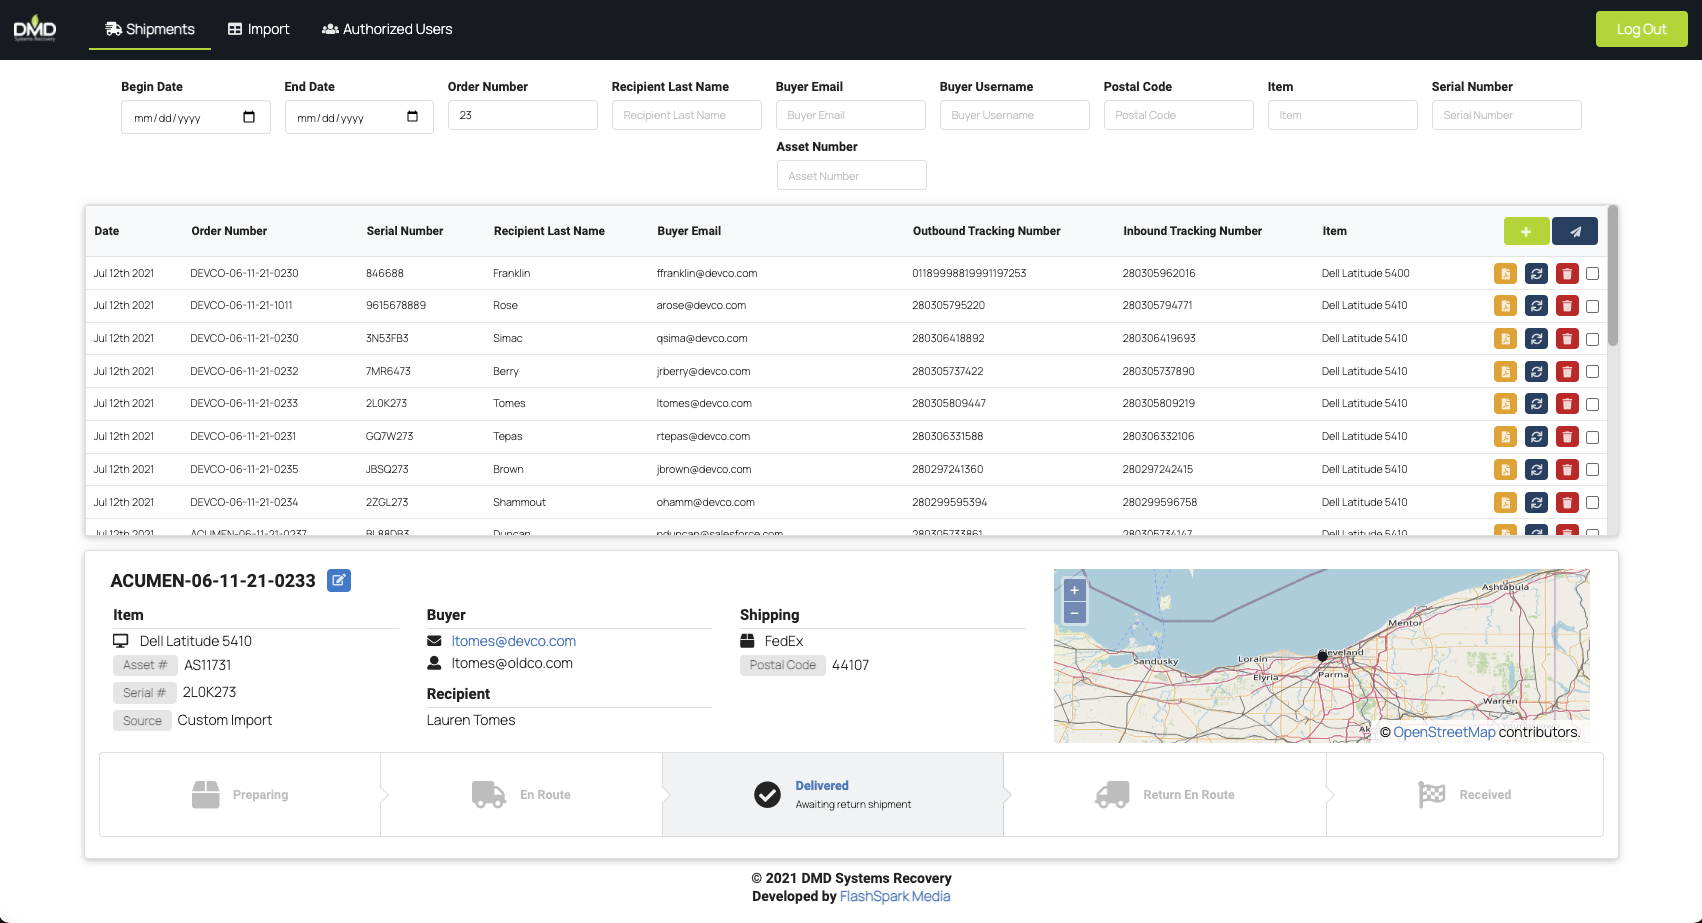 DMD
Systems Recovery
Shipments
Import
Authorized Users
Log Out
Begin Date
End Date
Order Number
Recipient Last Name
Buyer Email
Buyer Username
Postal Code
Item
Serial Number
mm/dd/yyyy
mm/dd/yyyy
23
Recipient Last Name
Buyer Email
Buyer Username
Postal Code
Item
Serial Number
Asset Number
Asset Number
Date Order Number Serial Number Recipient Last Name Buyer Email Outbound Tracking Number Inbound Tracking Number Item
Jul 12th 2021 DEVCO-06-11-21-0230 846688 Franklin ffranklin@devco.com 01189998819991197253 280305962016 Dell Latitude 5400
Jul 12th 2021 DEVCO-06-11-21-1011 9615678889 Rose arose@devco.com 280305795220 280305794771 Dell Latitude 5410
Jul 12th 2021 DEVCO-06-11-21-0230 3N53FB3 Simac qsima@devco.com 280306418892 280306419693 Dell Latitude 5410
Jul 12th 2021 DEVCO-06-11-21-0232 7MR6473 Berry jrberry@devco.com 280305737422 280305737890 Dell Latitude 5410
Jul 12th 2021 DEVCO-06-11-21-0233 2L0K273 Tomes ltomes@devco.com 280305809447 280305809219 Dell Latitude 5410
Jul 12th 2021 DEVCO-06-11-21-0231 GQ7W273 Tepas rtepas@devco.com 280306331588 280306332106 Dell Latitude 5410
Jul 12th 2021 DEVCO-06-11-21-0235 JBSQ273 Brown jbrown@devco.com 280297241360 280297242415 Dell Latitude 5410
Jul 12th 2021 DEVCO-06-11-21-0234 2ZGL273 Shammout ohamm@devco.com 280299595394 280299596758 Dell Latitude 5410
Jul 12th 2021 ACUMEN-06-11-21-0237 BL88DB3 Duncan pduncan@salesforce.com 280305733861 280305734147 Dell Latitude 5410
ACUMEN-06-11-21-0233
Item
Dell Latitude 5410
Asset # AS11731
Serial # 2L0K273
Source Custom Import
Buyer
ltomes@devco.com
ltomes@oldco.com
Recipient
Lauren Tomes
Shipping
FedEx
Postal Code 44107
+
−
Ashtabula
Mentor
Cleveland
Sandusky
Lorain
Elyria
Parma
Warren
Ak
© OpenStreetMap contributors.
Preparing
En Route
Delivered
Awaiting return shipment
Return En Route
Received
© 2021 DMD Systems Recovery
Developed by FlashSpark Media